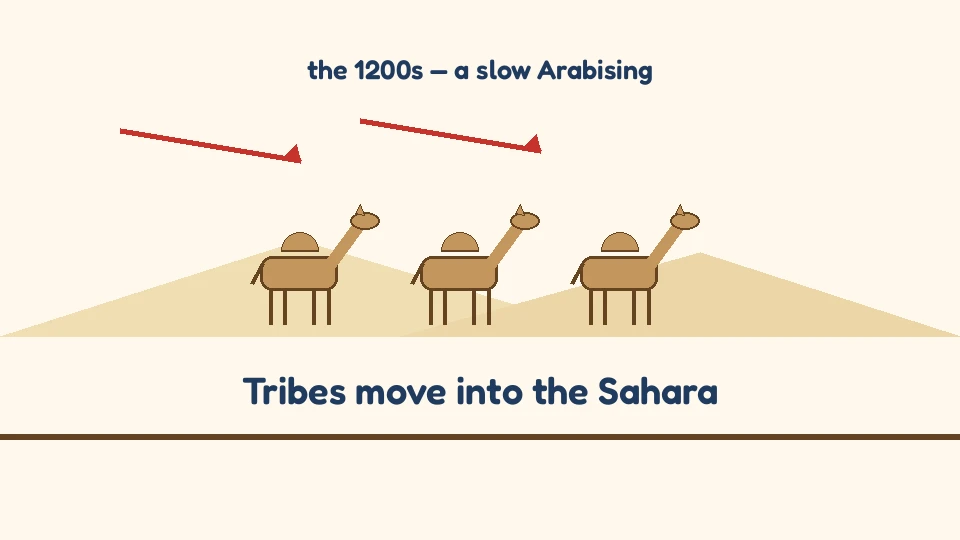 the 1200s — a slow Arabising
Tribes move into the Sahara